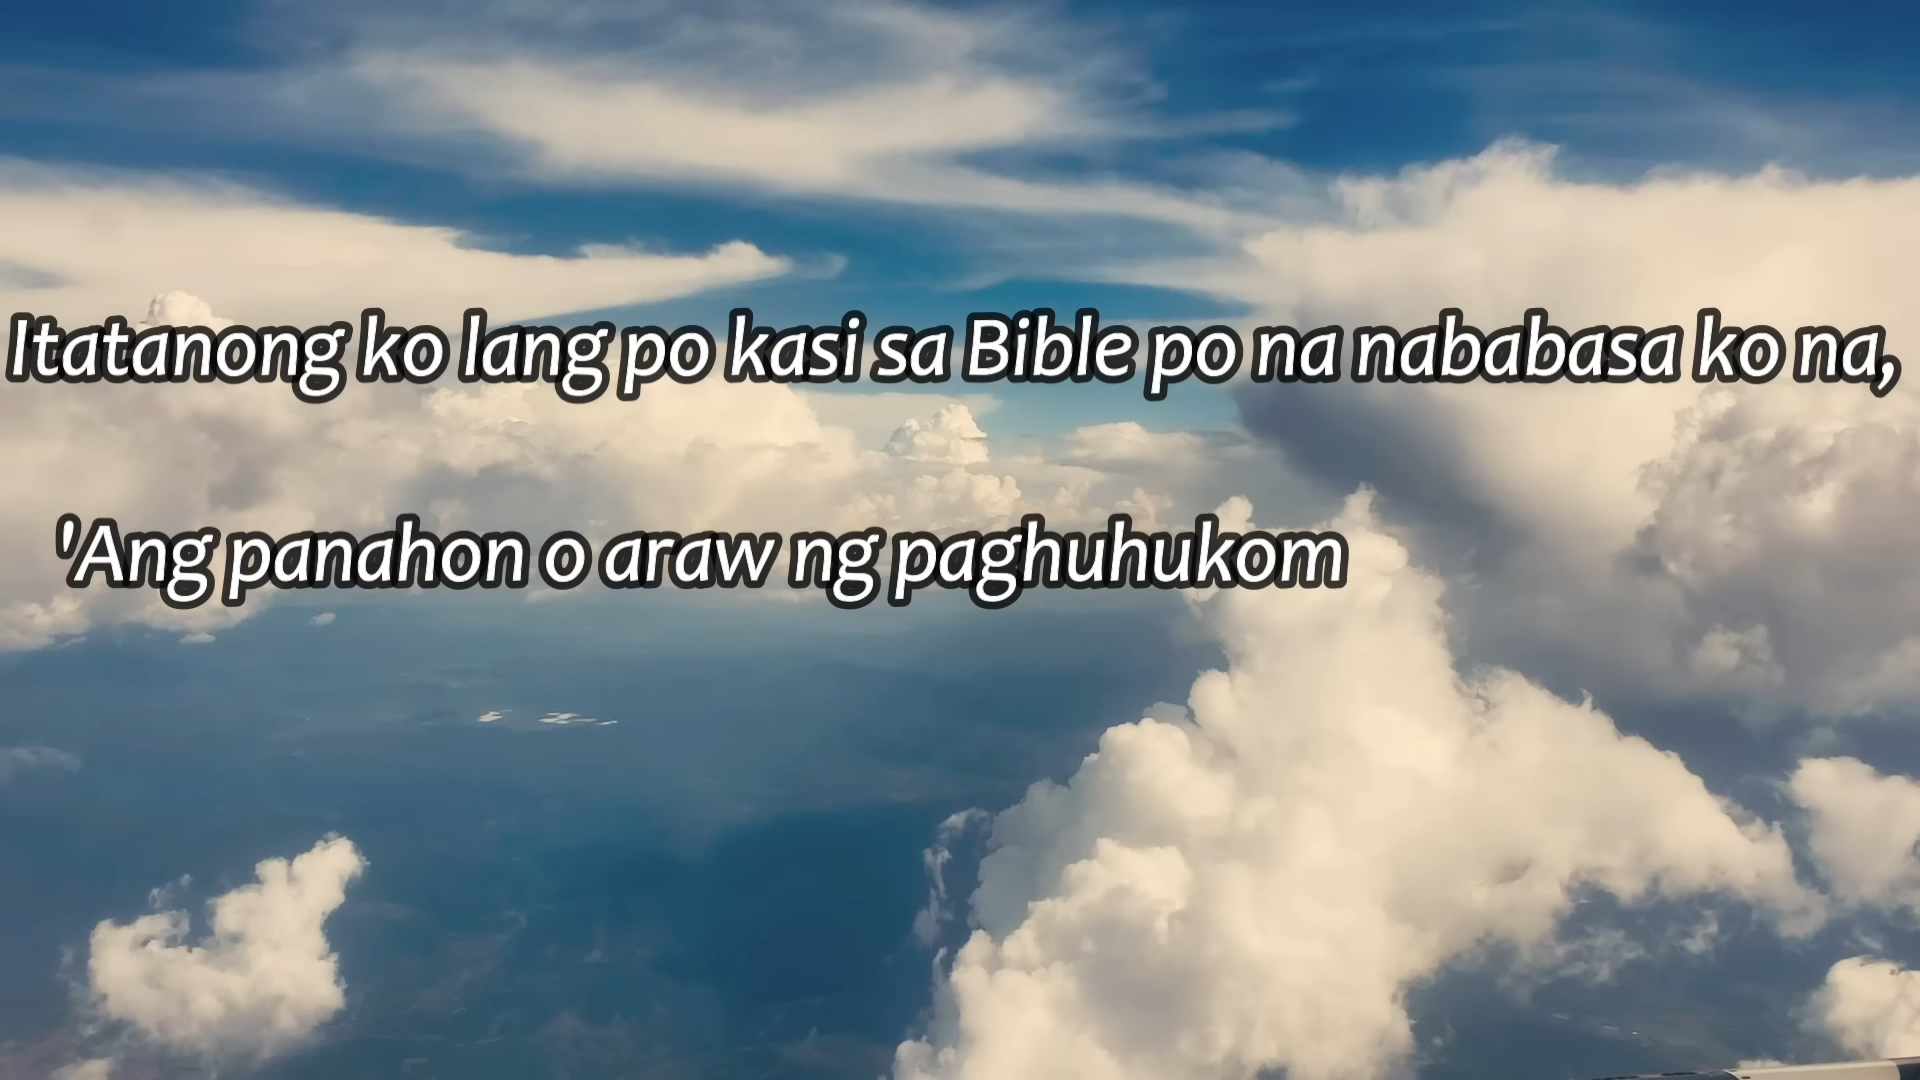 Itatanong ko lang po kasi sa Bible po na nababasa ko na,
'Ang panahon o araw ng paghuhukom